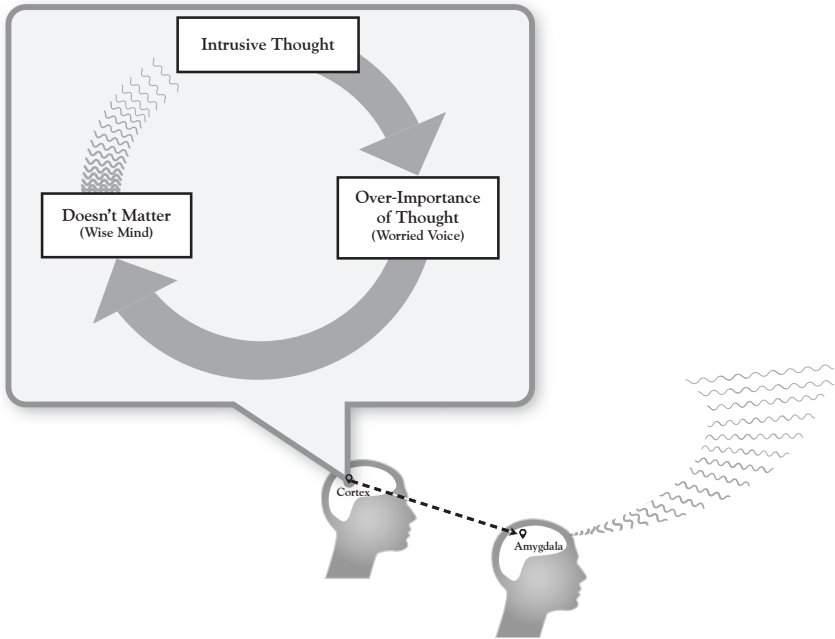 Intrusive Thought
Over-Importance
of Thought
(Worried Voice)
Doesn't Matter
(Wise Mind)
Cortex
Amygdala